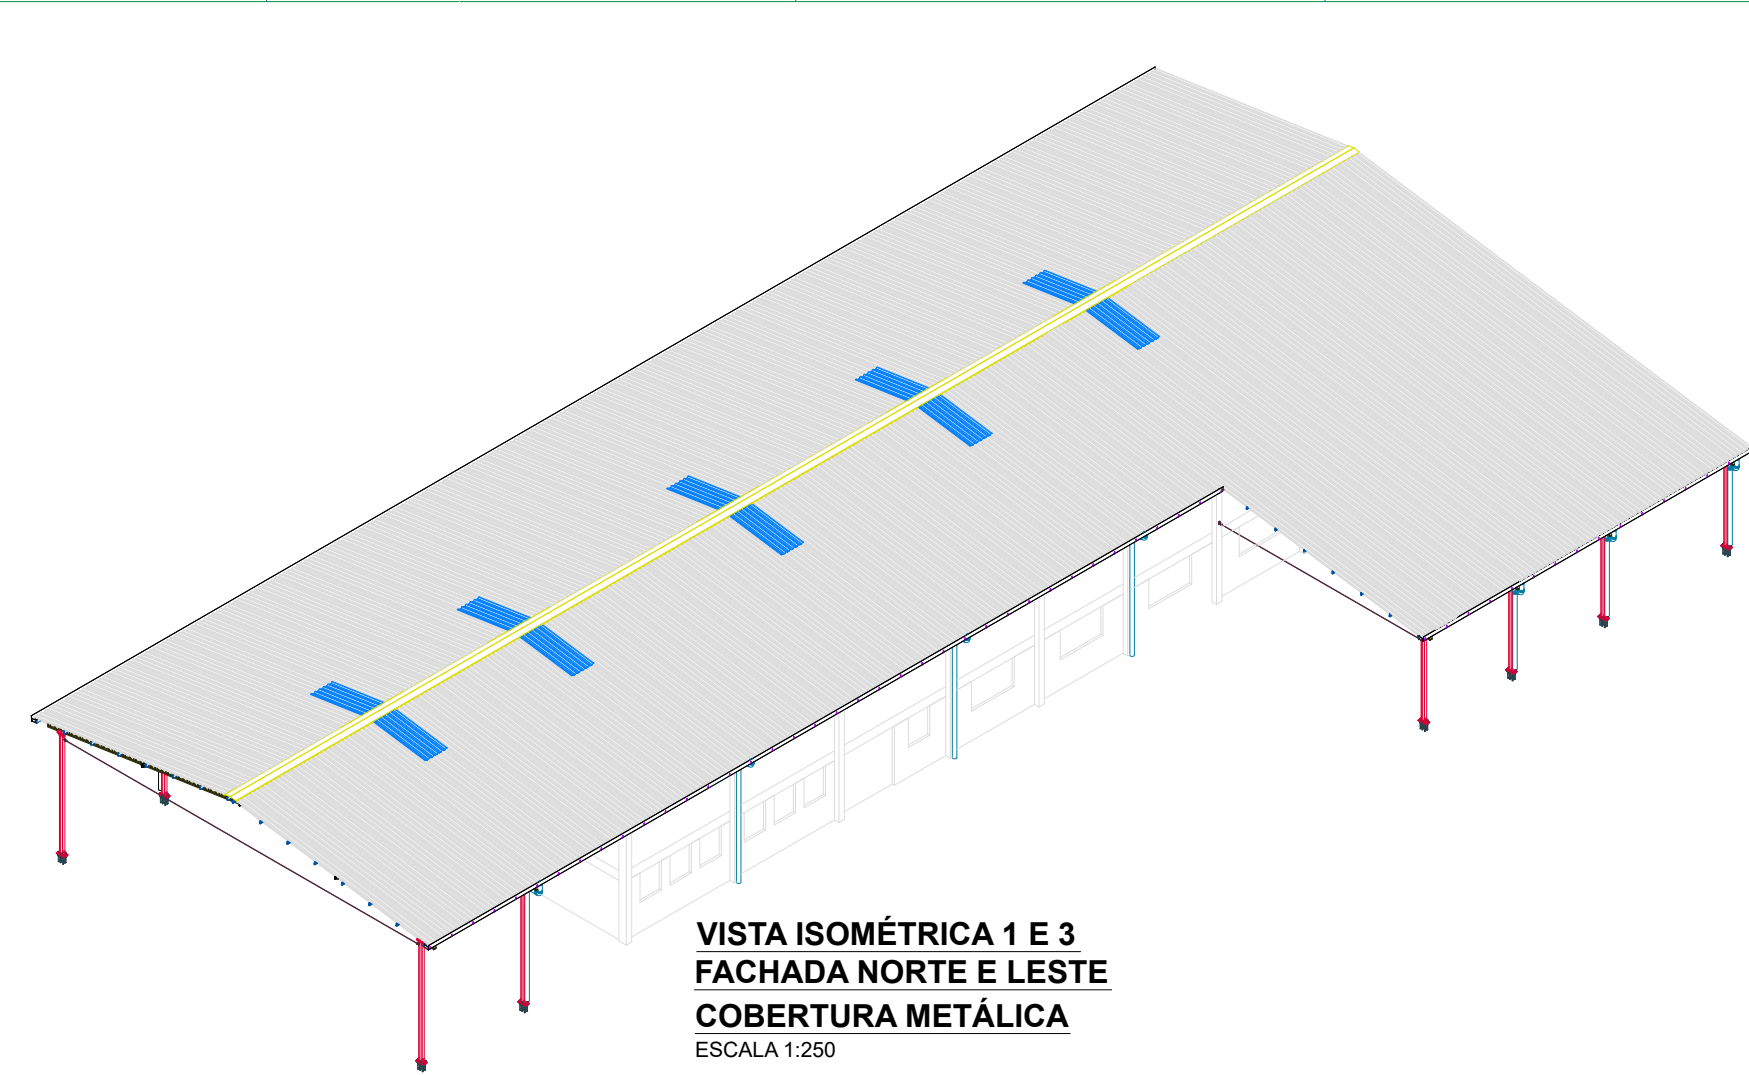 VISTA ISOMÉTRICA 1 E 3
FACHADA NORTE E LESTE
COBERTURA METÁLICA
ESCALA 1:250